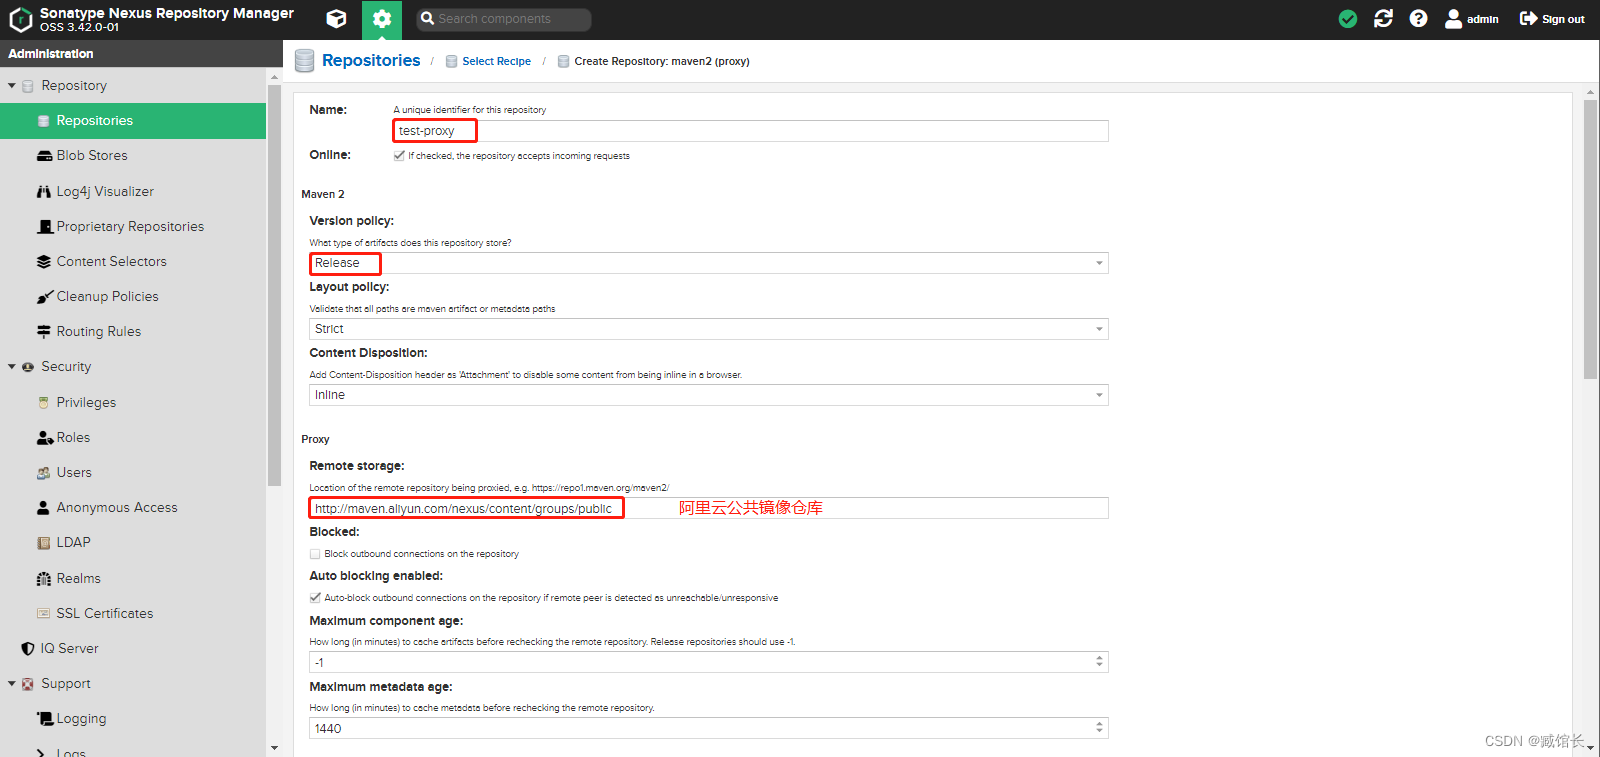 Sonatype Nexus Repository Manager
OSS 3.42.0-01
Search components
admin
Sign out
Administration
Repository
Repositories
Blob Stores
Log4j Visualizer
Proprietary Repositories
Content Selectors
Cleanup Policies
Routing Rules
Security
Privileges
Roles
Users
Anonymous Access
LDAP
Realms
SSL Certificates
IQ Server
Support
Logging
Logs
Repositories / Select Recipe / Create Repository: maven2 (proxy)
Name: A unique identifier for this repository
test-proxy
Online: If checked, the repository accepts incoming requests
Maven 2
Version policy:
What type of artifacts does this repository store?
Release
Layout policy:
Validate that all paths are maven artifact or metadata paths
Strict
Content Disposition:
Add Content-Disposition header as 'Attachment' to disable some content from being inline in a browser.
Inline
Proxy
Remote storage:
Location of the remote repository being proxied, e.g. https://repo1.maven.org/maven2/
http://maven.aliyun.com/nexus/content/groups/public 阿里云公共镜像仓库
Blocked:
Block outbound connections on the repository
Auto blocking enabled:
Auto-block outbound connections on the repository if remote peer is detected as unreachable/unresponsive
Maximum component age:
How long (in minutes) to cache artifacts before rechecking the remote repository. Release repositories should use -1.
-1
Maximum metadata age:
How long (in minutes) to cache metadata before rechecking the remote repository.
1440
CSDN @臧馆长